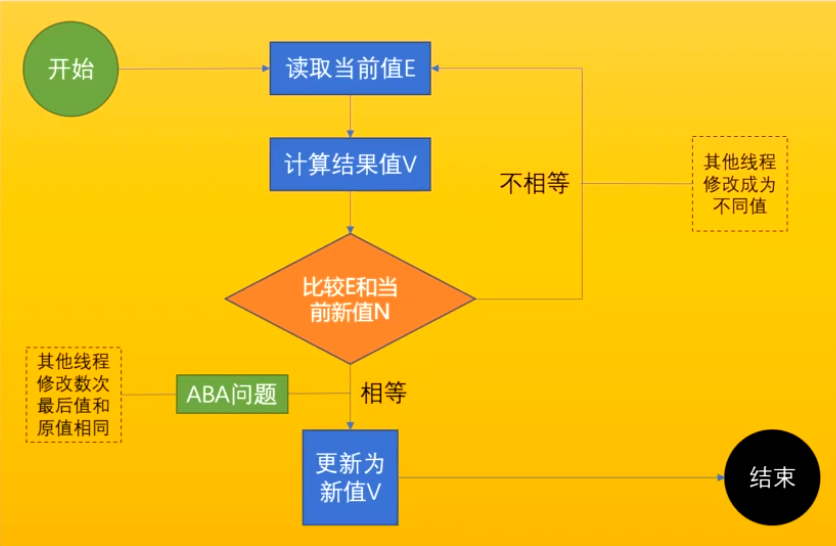 开始
读取当前值E
计算结果值V
不相等
其他线程
修改成为
不同值
比较E和当
前新值N
其他线程
修改数次
最后值和
原值相同
ABA问题
相等
更新为
新值V
结束